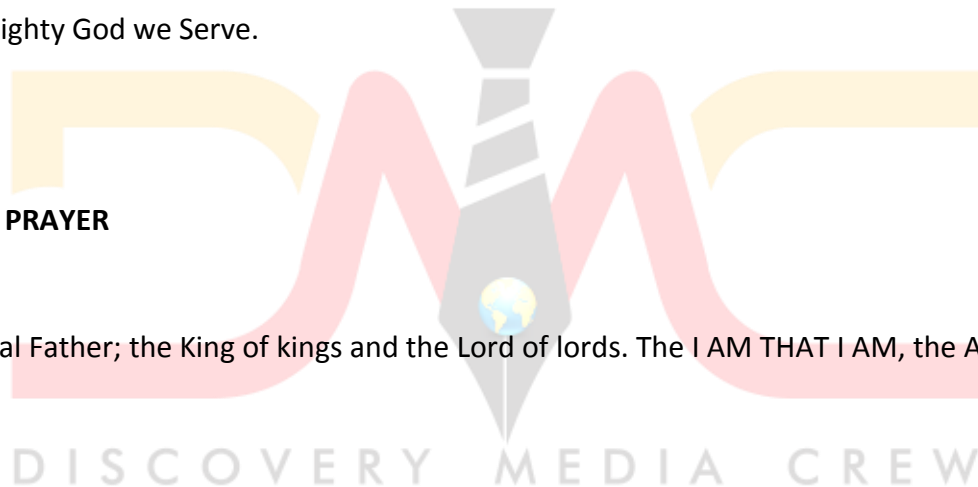 ighty God we Serve.
PRAYER
al Father; the King of kings and the Lord of lords. The I AM THAT I AM, the A
DMC
DISCOVERY MEDIA CREW